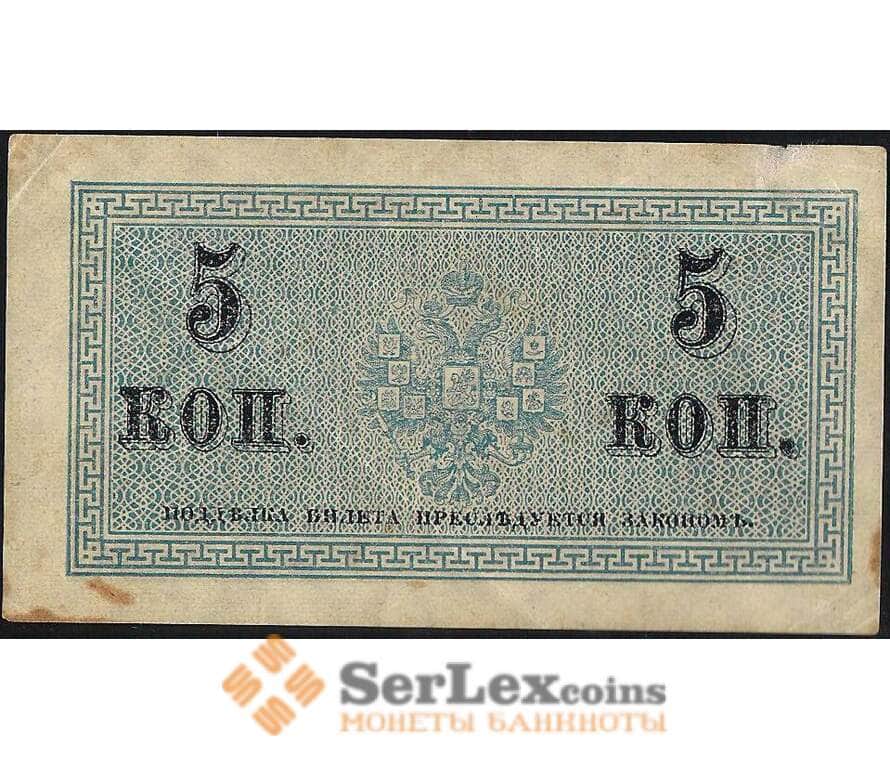 5 5
КОП. КОП.
ПОДДѢЛКА БИЛЕТА ПРЕСЛѢДУЕТСЯ ЗАКОНОМЪ.
SerLexcoins
МОНЕТЫ БАНКНОТЫ